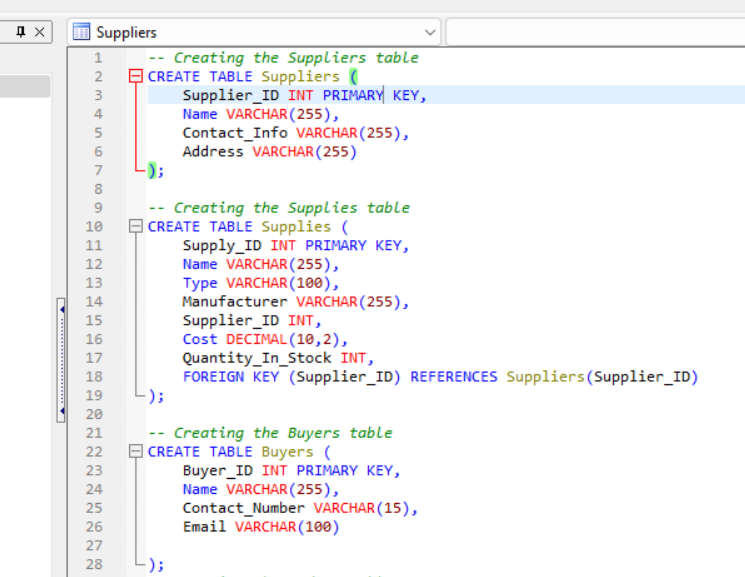 Suppliers
1 -- Creating the Suppliers table
2 CREATE TABLE Suppliers (
3 Supplier_ID INT PRIMARY KEY,
4 Name VARCHAR(255),
5 Contact_Info VARCHAR(255),
6 Address VARCHAR(255)
7 );
8
9 -- Creating the Supplies table
10 CREATE TABLE Supplies (
11 Supply_ID INT PRIMARY KEY,
12 Name VARCHAR(255),
13 Type VARCHAR(100),
14 Manufacturer VARCHAR(255),
15 Supplier_ID INT,
16 Cost DECIMAL(10,2),
17 Quantity_In_Stock INT,
18 FOREIGN KEY (Supplier_ID) REFERENCES Suppliers(Supplier_ID)
19 );
20
21 -- Creating the Buyers table
22 CREATE TABLE Buyers (
23 Buyer_ID INT PRIMARY KEY,
24 Name VARCHAR(255),
25 Contact_Number VARCHAR(15),
26 Email VARCHAR(100)
27
28 );